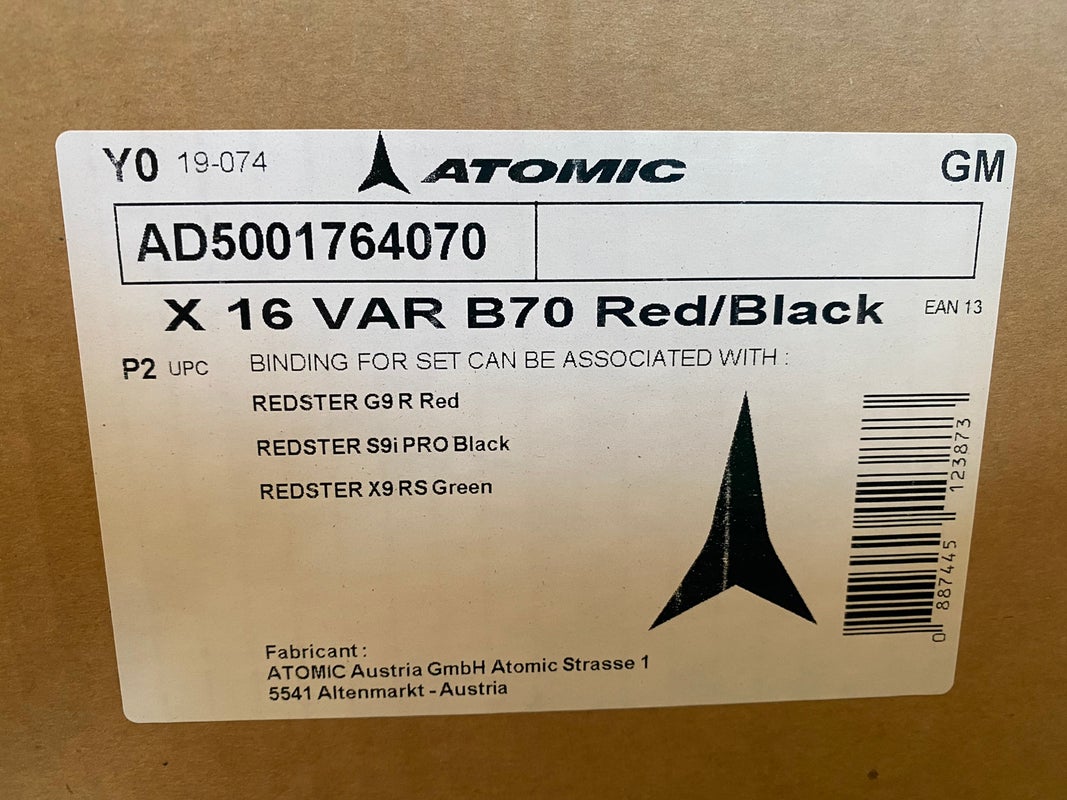 Y0 19-074 ATOMIC GM
AD5001764070
X 16 VAR B70 Red/Black EAN 13
P2 UPC BINDING FOR SET CAN BE ASSOCIATED WITH :
REDSTER G9 R Red
REDSTER S9i PRO Black
REDSTER X9 RS Green
0 887445 123873
Fabricant :
ATOMIC Austria GmbH Atomic Strasse 1
5541 Altenmarkt - Austria